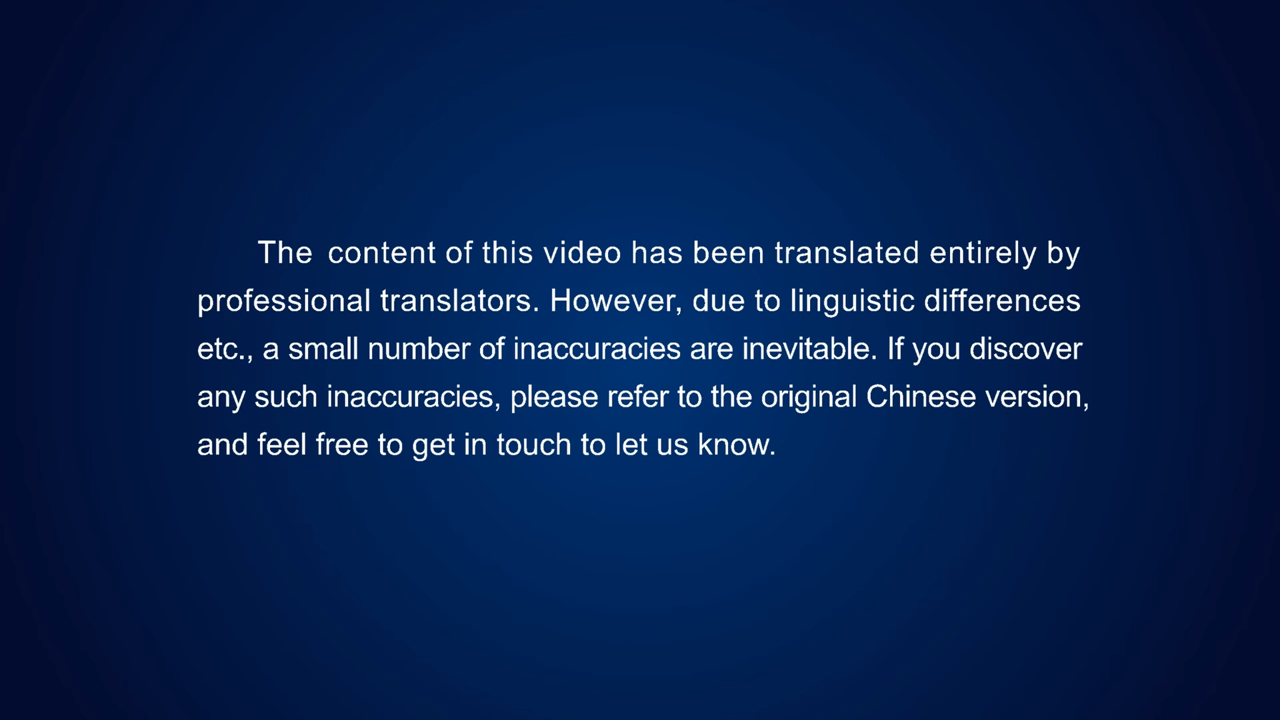 The content of this video has been translated entirely by
professional translators. However, due to linguistic differences
etc., a small number of inaccuracies are inevitable. If you discover
any such inaccuracies, please refer to the original Chinese version,
and feel free to get in touch to let us know.